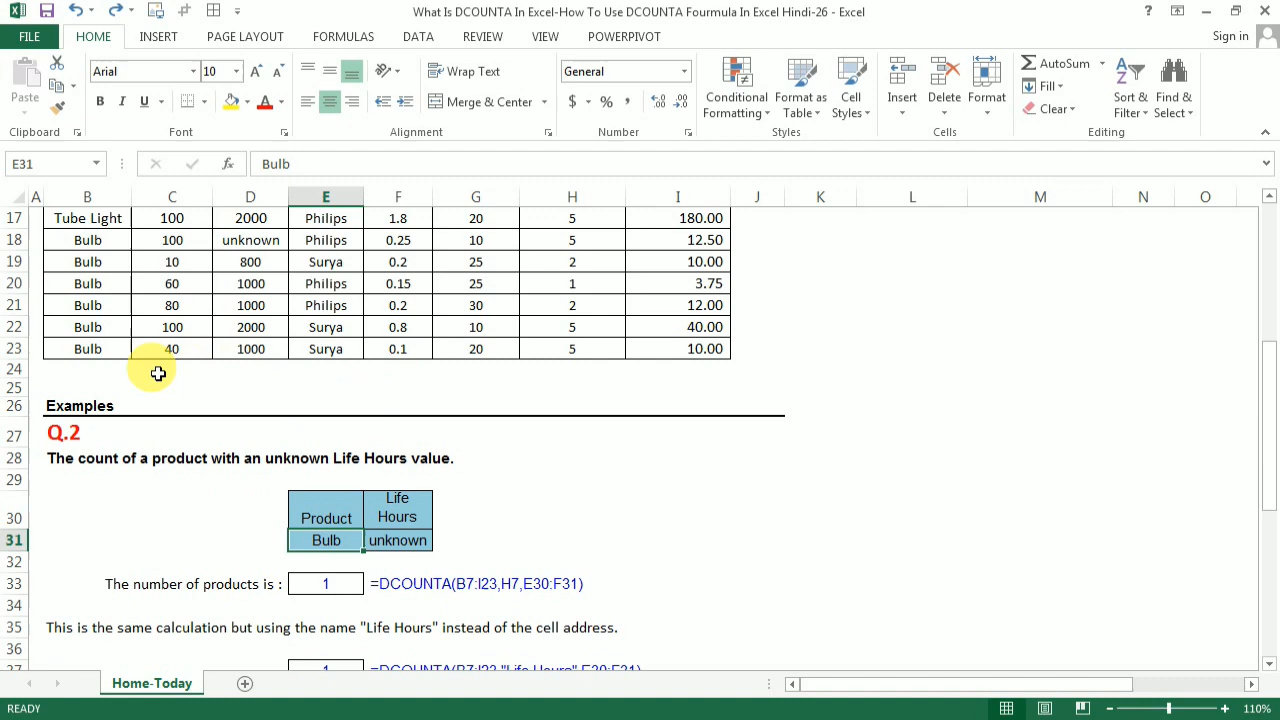 What Is DCOUNTA In Excel-How To Use DCOUNTA Founmula In Excel Hindi-26 - Excel
FILE HOME INSERT PAGE LAYOUT FORMULAS DATA REVIEW VIEW POWERPIVOT Sign in
Paste
Arial 10
Wrap Text
Merge & Center
General
Conditional Formatting
Format as Table
Cell Styles
Insert
Delete
Format
AutoSum
Fill
Clear
Sort & Filter
Find & Select
Clipboard Font Alignment Number Styles Cells Editing
E31 Bulb
A B C D E F G H I J K L M N O
17 Tube Light 100 2000 Philips 1.8 20 5 180.00
18 Bulb 100 unknown Philips 0.25 10 5 12.50
19 Bulb 10 800 Surya 0.2 25 2 10.00
20 Bulb 60 1000 Philips 0.15 25 1 3.75
21 Bulb 80 1000 Philips 0.2 30 2 12.00
22 Bulb 100 2000 Surya 0.8 10 5 40.00
23 Bulb 40 1000 Surya 0.1 20 5 10.00
24
25
26 Examples
27 Q.2
28 The count of a product with an unknown Life Hours value.
29
30 Product Life Hours
31 Bulb unknown
32
33 The number of products is : 1 =DCOUNTA(B7:I23,H7,E30:F31)
34
35 This is the same calculation but using the name "Life Hours" instead of the cell address.
36
37 1 =DCOUNTA(B7:I23,"Life Hours",E30:F31)
Home-Today
READY 110%